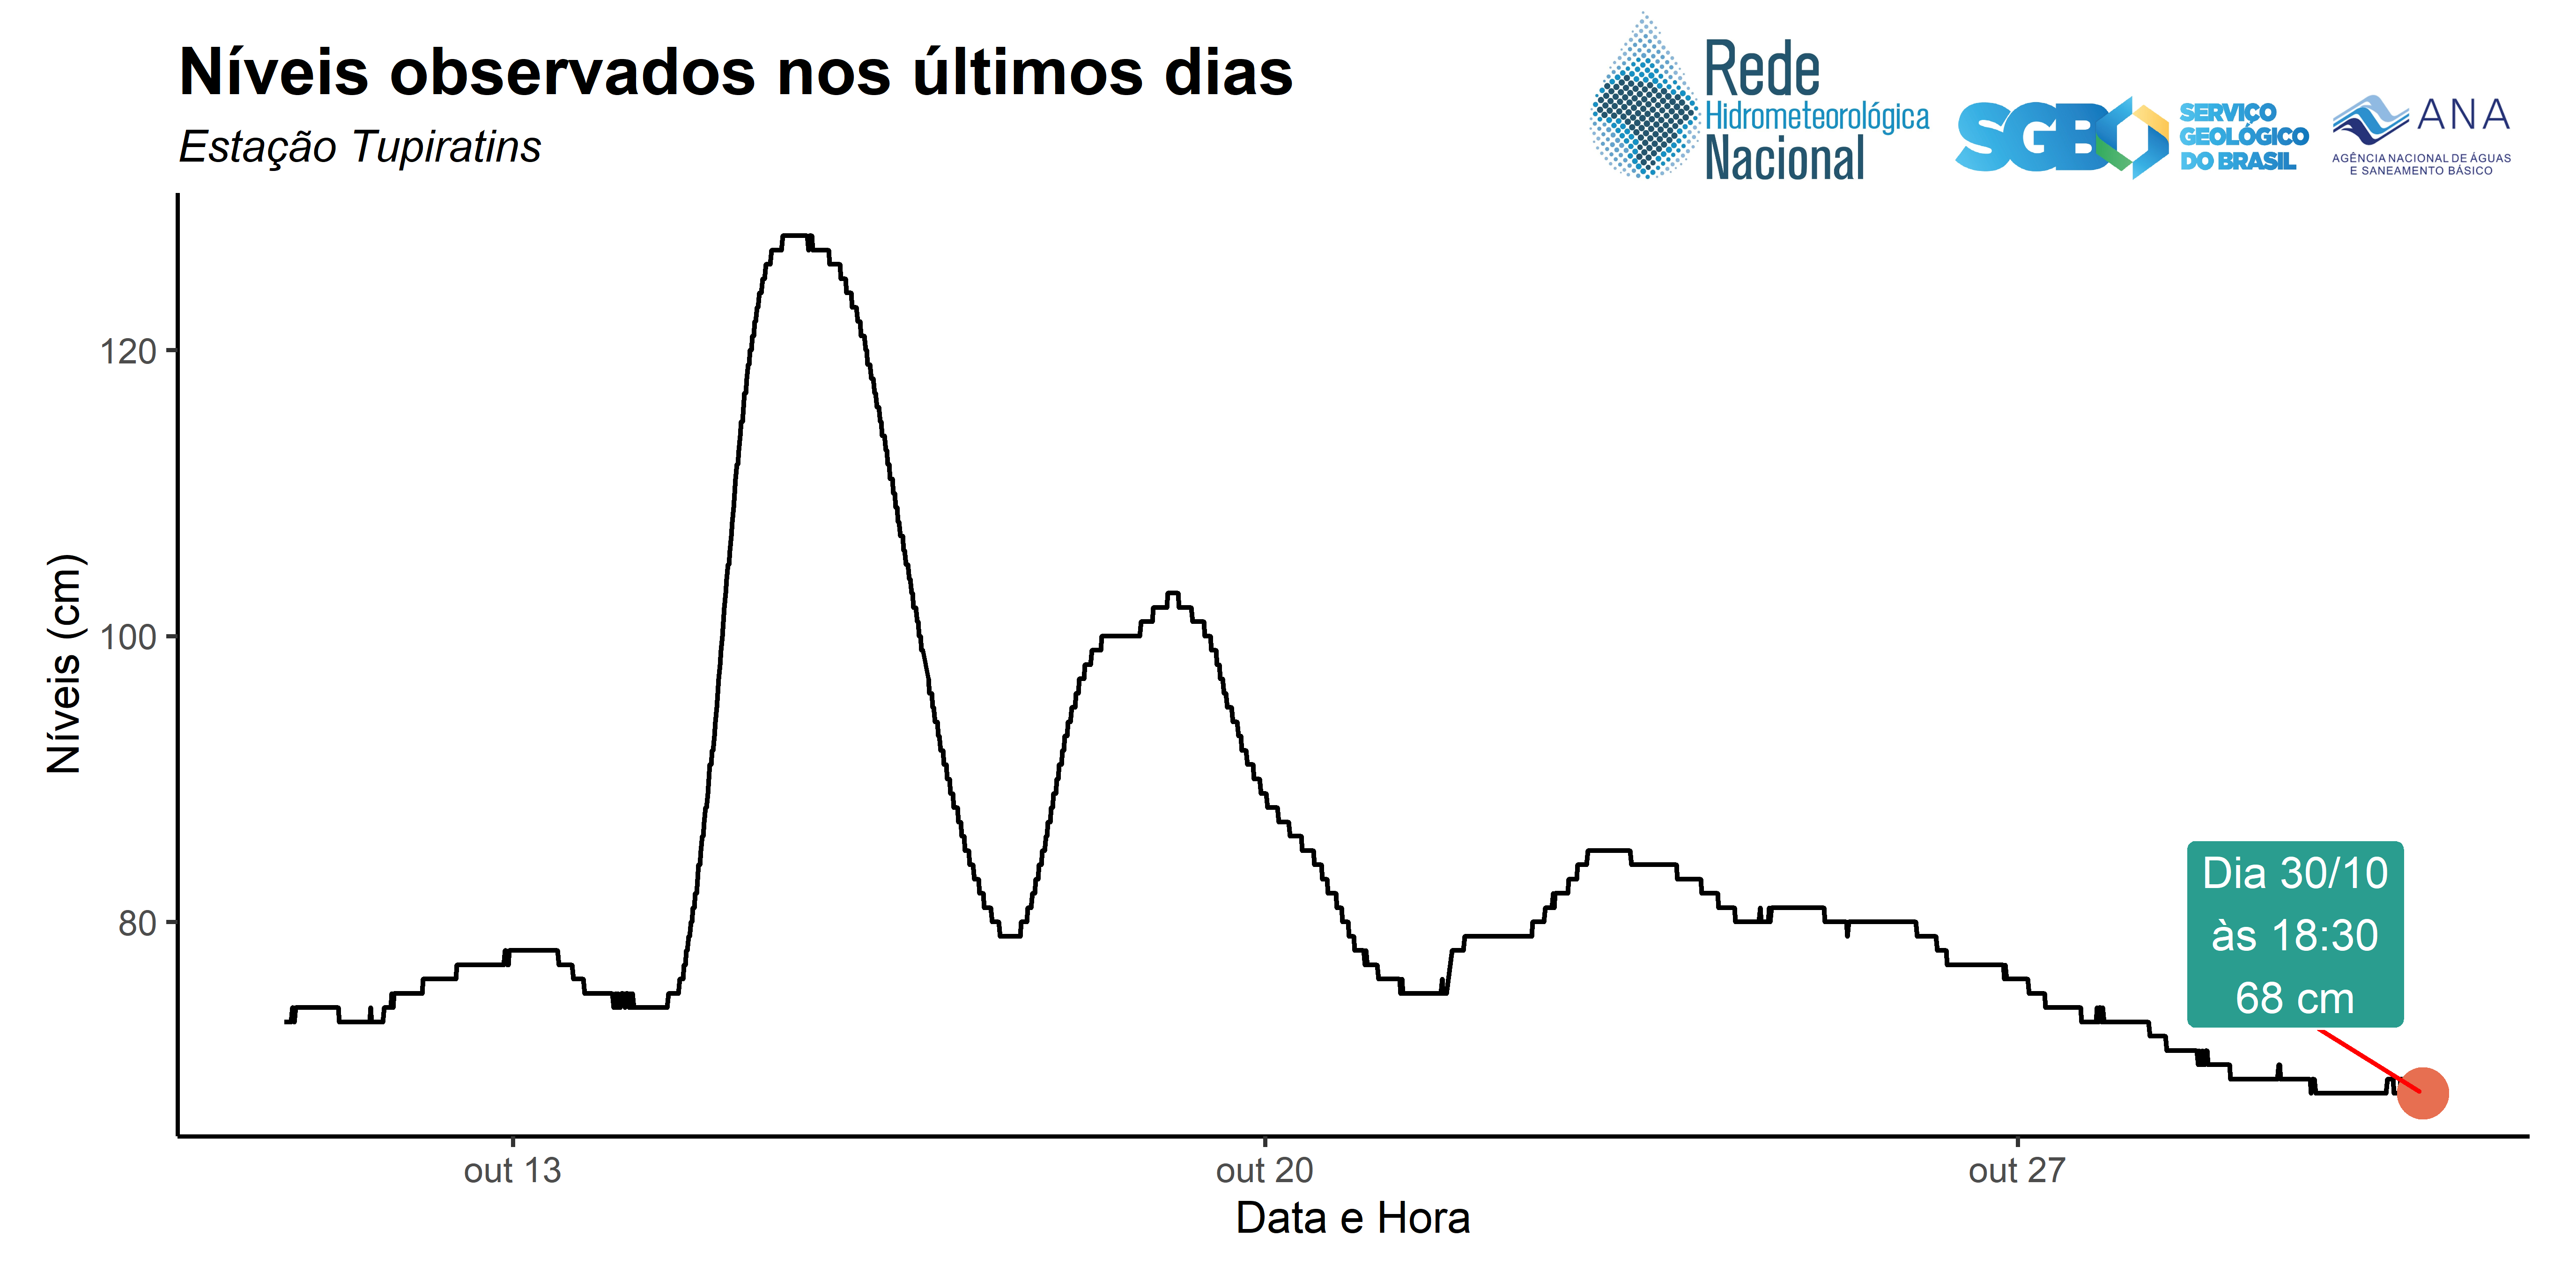 Níveis observados nos últimos dias
Estação Tupiratins
Rede
Hidrometeorológica
Nacional
SGB
SERVIÇO
GEOLÓGICO
DO BRASIL
ANA
AGÊNCIA NACIONAL DE ÁGUAS
E SANEAMENTO BÁSICO
Níveis (cm)
120
100
80
Dia 30/10
às 18:30
68 cm
out 13
out 20
out 27
Data e Hora